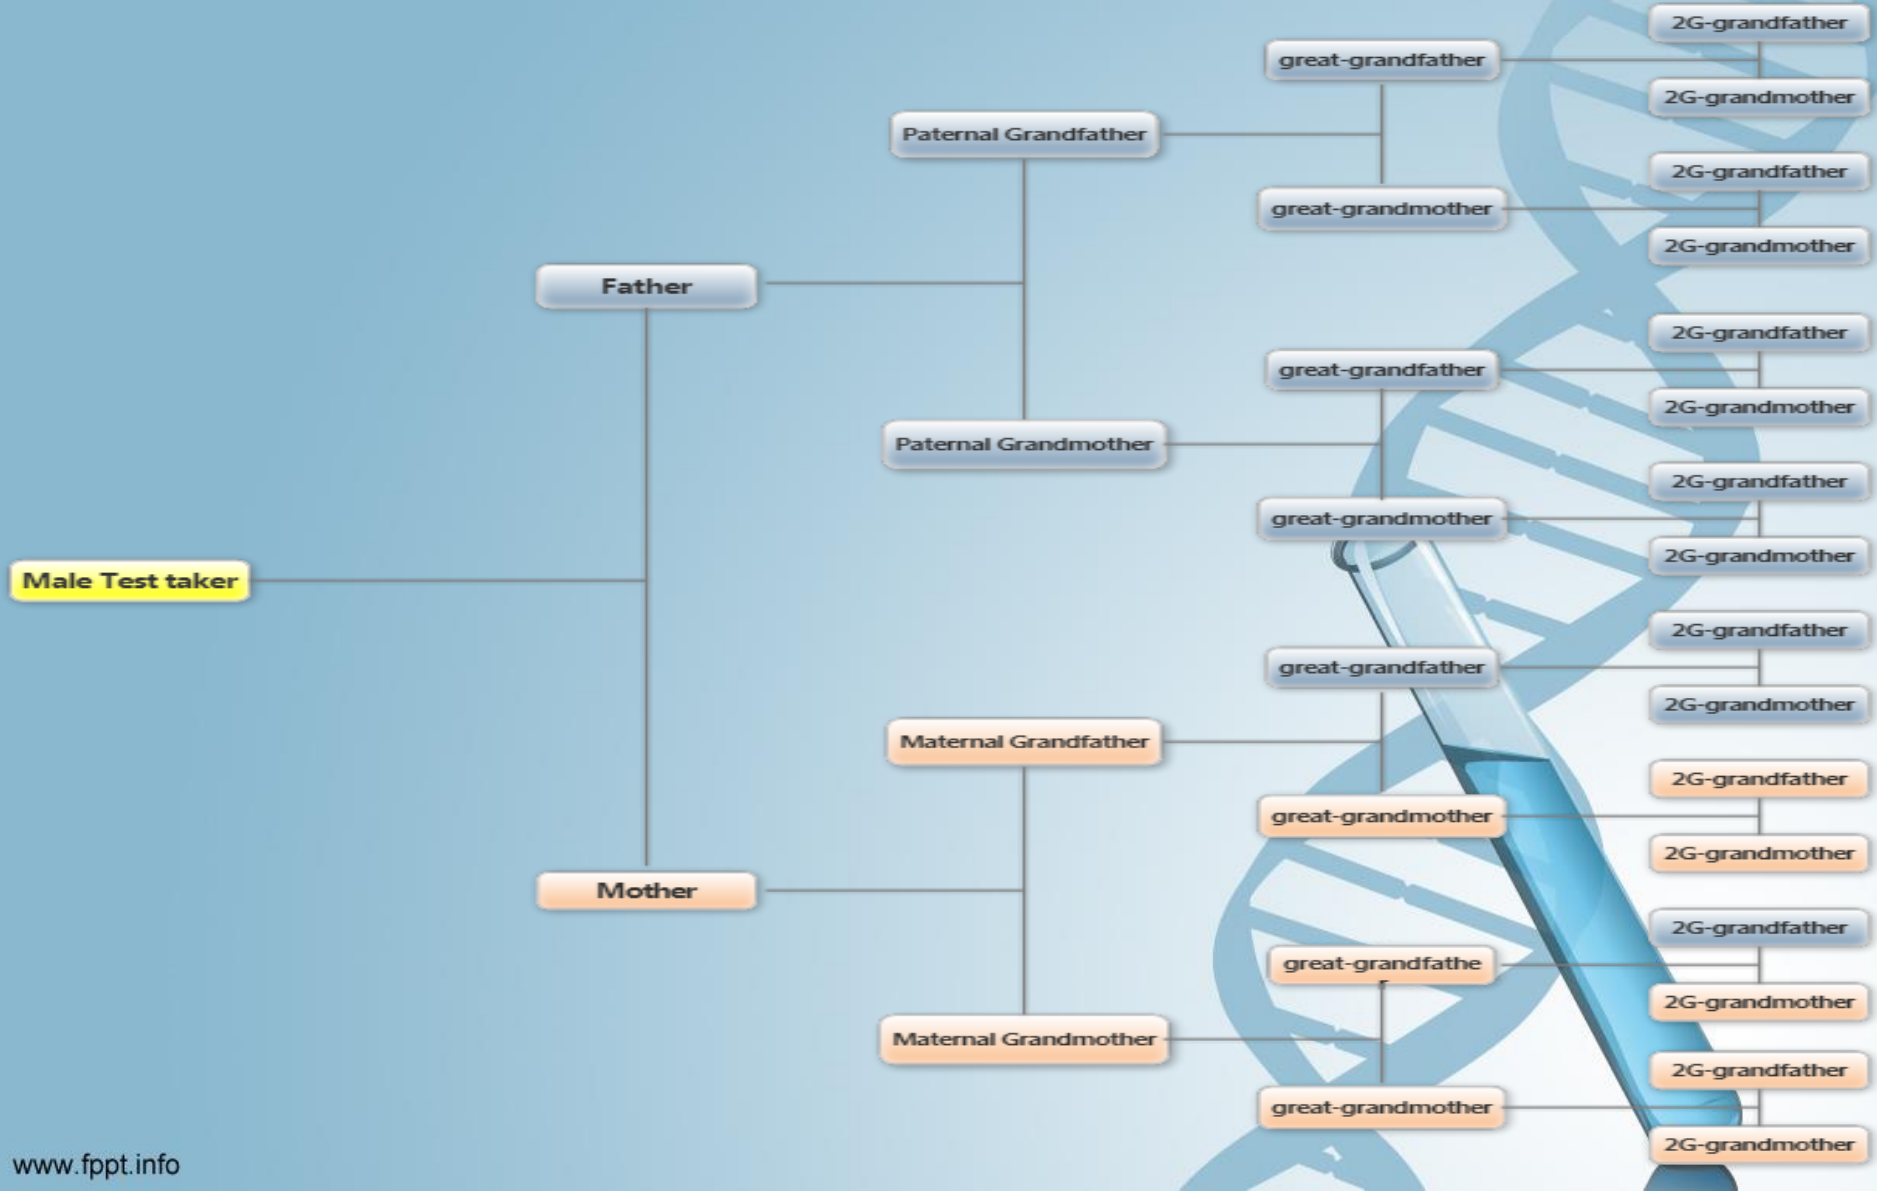 2G-grandfather
great-grandfather
2G-grandmother
Paternal Grandfather
2G-grandfather
great-grandmother
2G-grandmother
Father
2G-grandfather
great-grandfather
2G-grandmother
Paternal Grandmother
2G-grandfather
great-grandmother
2G-grandmother
Male Test taker
2G-grandfather
great-grandfather
2G-grandmother
Maternal Grandfather
2G-grandfather
great-grandmother
2G-grandmother
Mother
2G-grandfather
great-grandfathe
r
2G-grandmother
Maternal Grandmother
2G-grandfather
great-grandmother
2G-grandmother
www.fppt.info